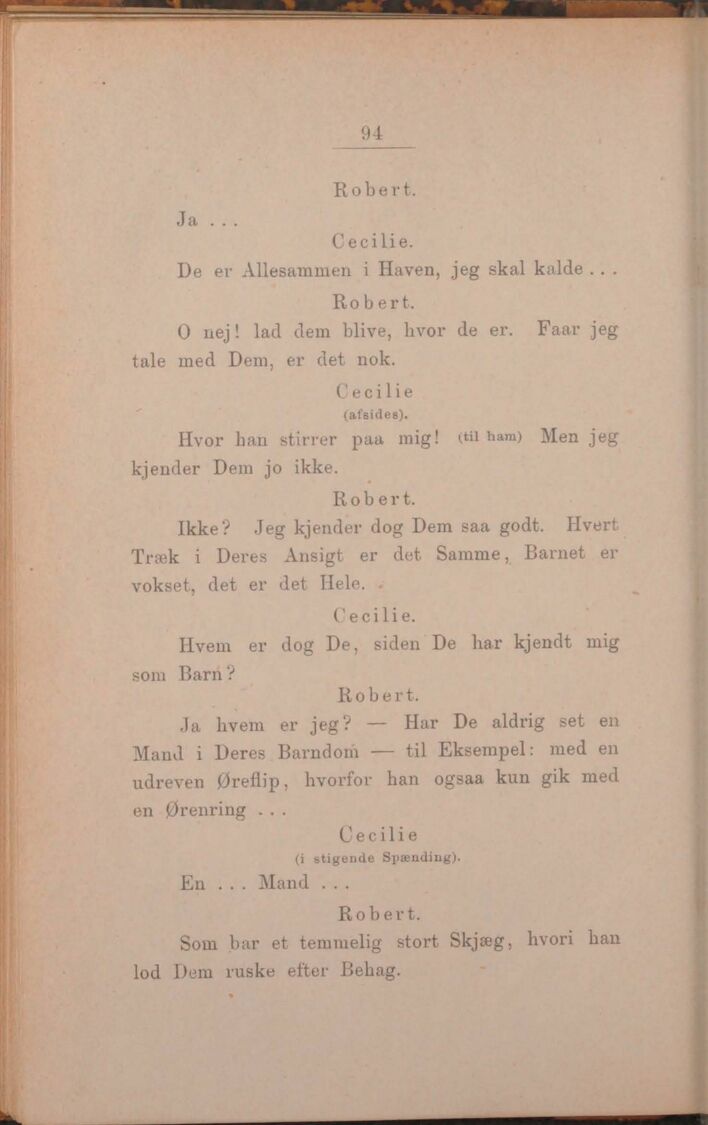 94
Robert.
Ja . . .
Cecilie.
De er Allesammen i Haven, jeg skal kalde . . .
Robert.
O nej! lad dem blive, hvor de er. Faar jeg
tale med Dem, er det nok.
Cecilie
(afsides).
Hvor han stirrer paa mig! (til ham) Men jeg
kjender Dem jo ikke.
Robert.
Ikke? Jeg kjender dog Dem saa godt. Hvert
Træk i Deres Ansigt er det Samme, Barnet er
vokset, det er det Hele.
Cecilie.
Hvem er dog De, siden De har kjendt mig
som Barn?
Robert.
Ja hvem er jeg? — Har De aldrig set en
Mand i Deres Barndom — til Eksempel: med en
udreven Øreflip, hvorfor han ogsaa kun gik med
en Ørenring . . .
Cecilie
(i stigende Spænding).
En . . . Mand . . .
Robert.
Som bar et temmelig stort Skjæg, hvori han
lod Dem ruske efter Behag.